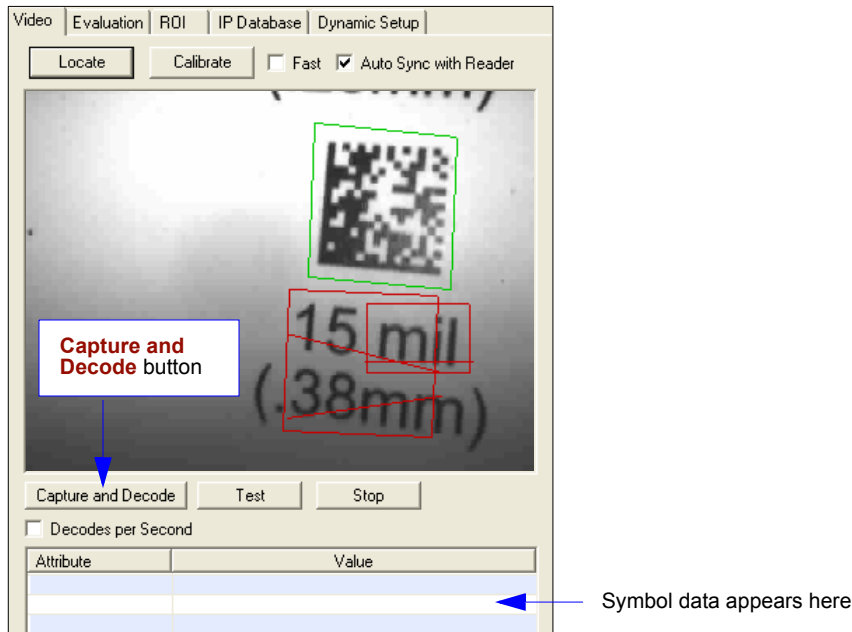 Video Evaluation ROI IP Database Dynamic Setup
Locate Calibrate Fast Auto Sync with Reader
15 mil
(.38mm)
Capture and
Decode button
Capture and Decode Test Stop
Decodes per Second
Attribute Value
Symbol data appears here